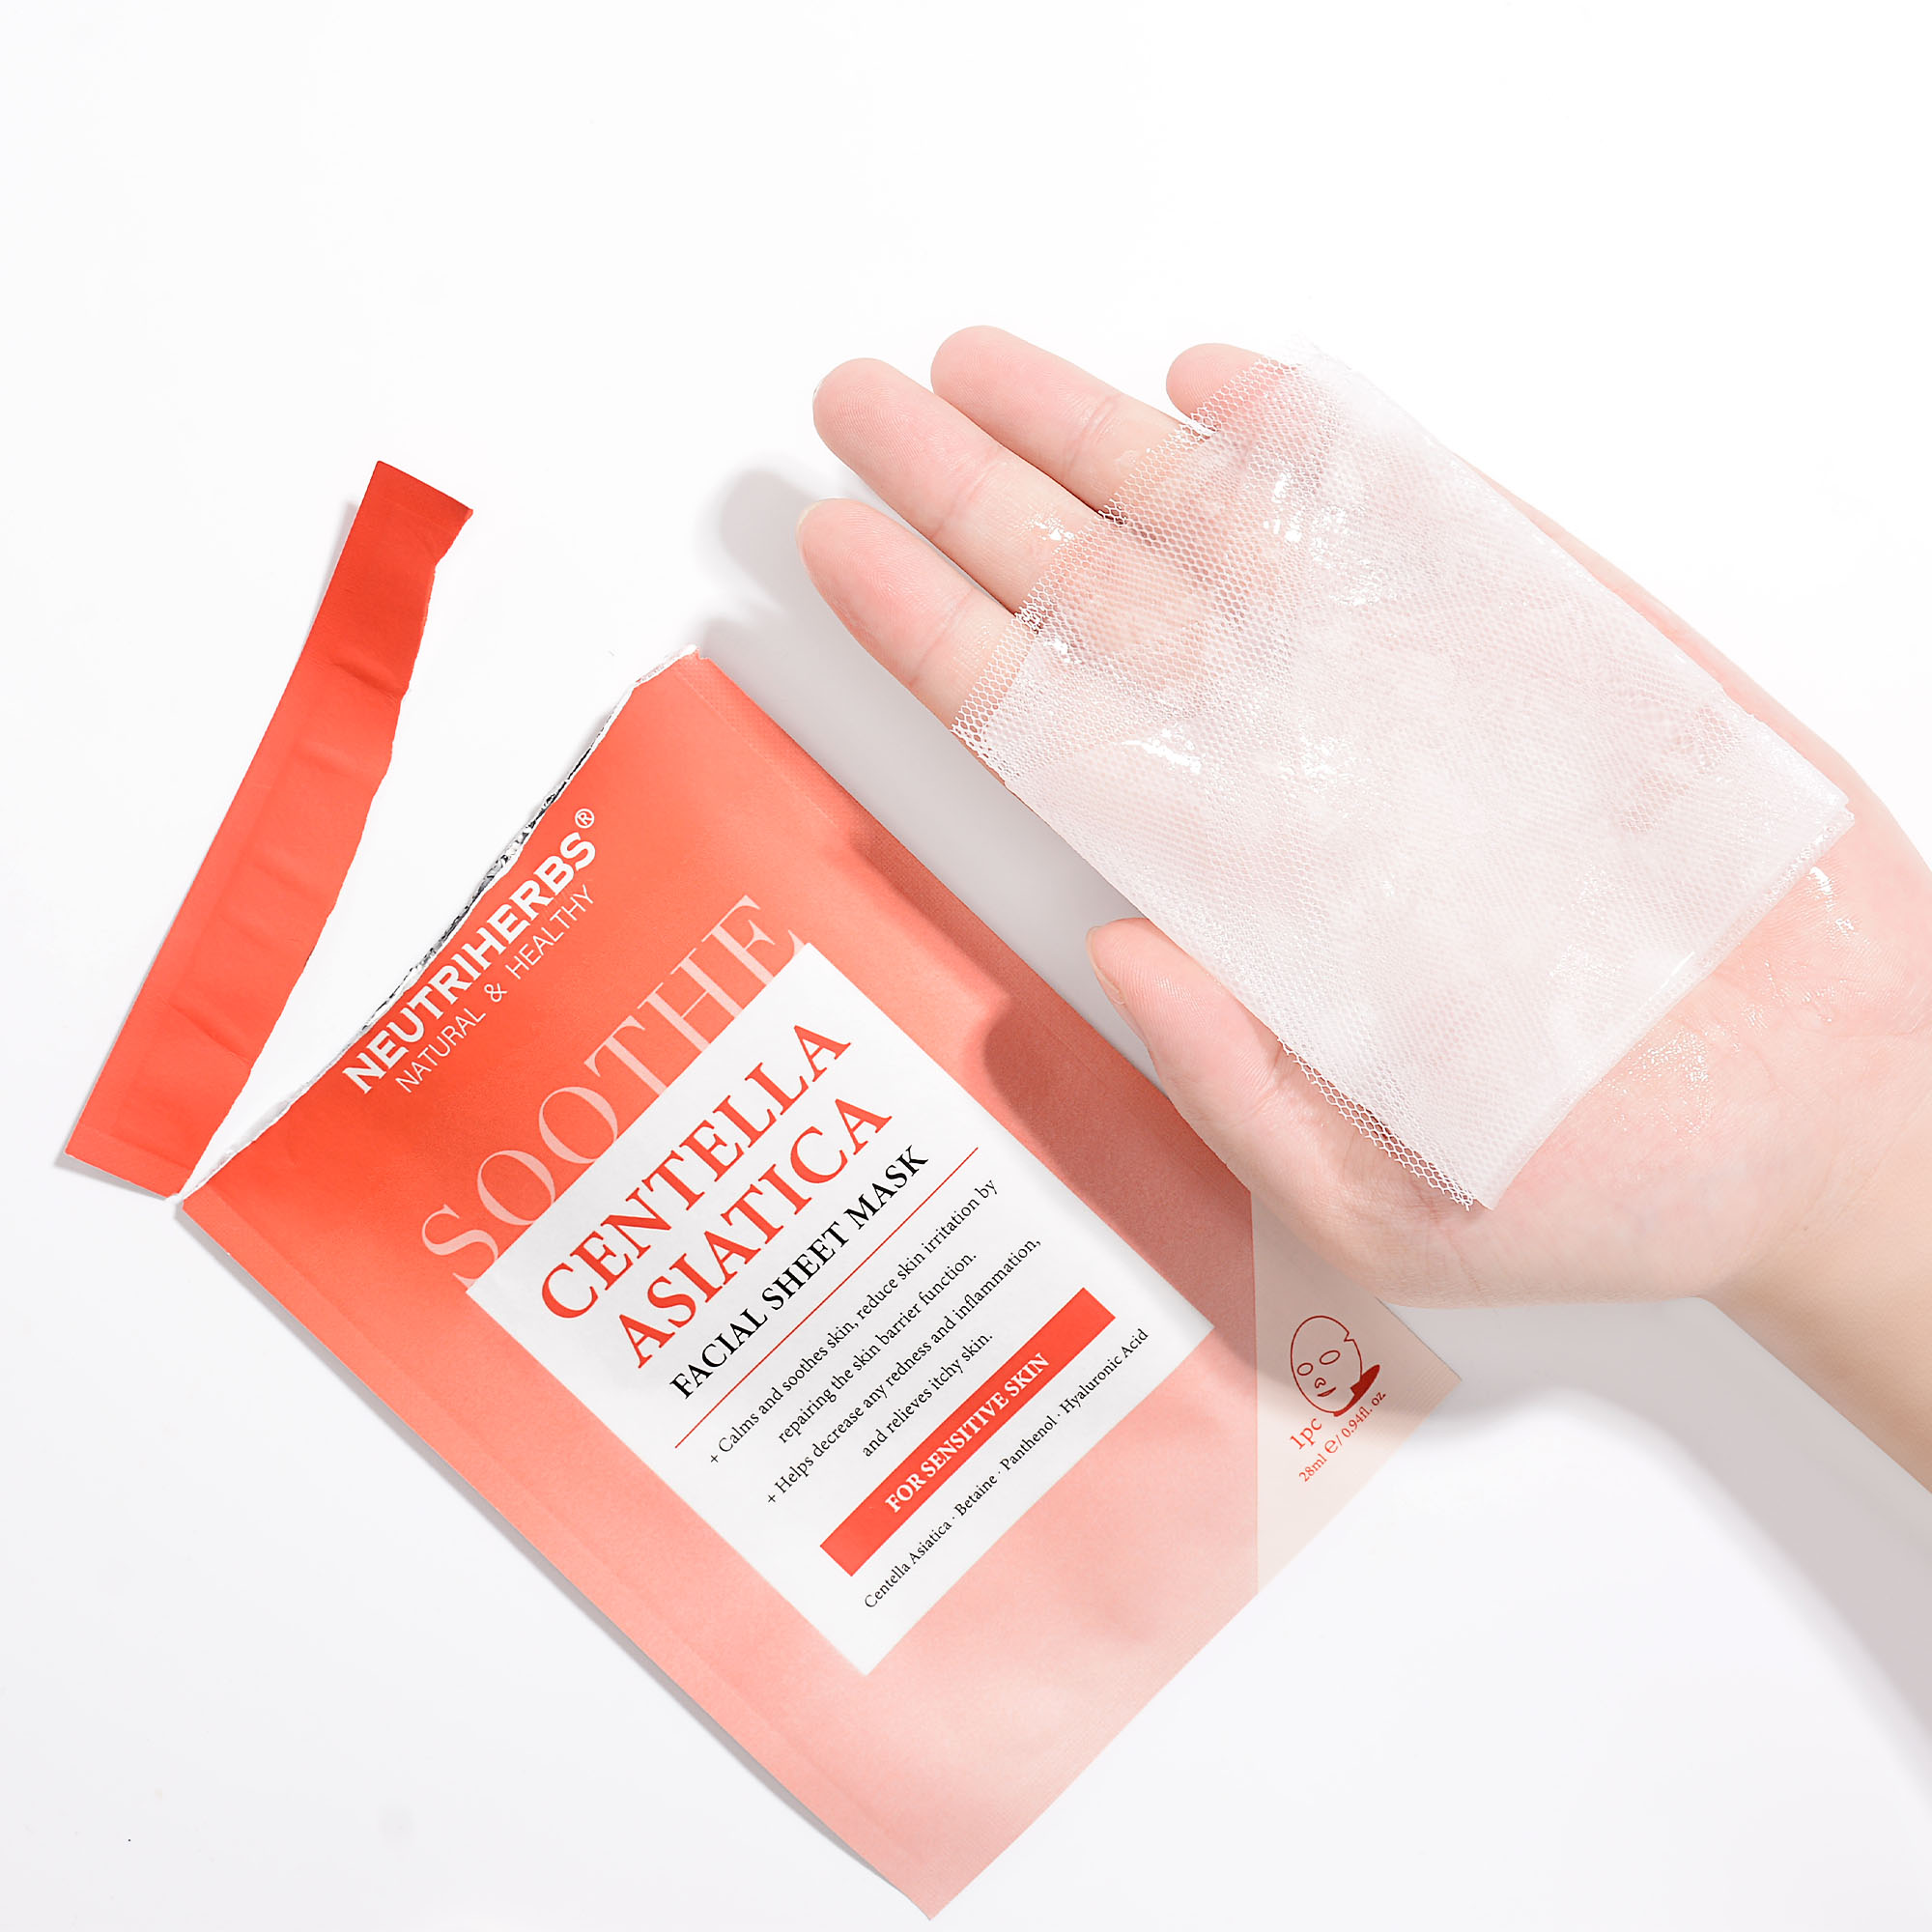 NEUTRIHERBS®
NATURAL & HEALTHY
SOOTHE
CENTELLA
ASIATICA
FACIAL SHEET MASK
+ Calms and soothes skin, reduce skin irritation by
repairing the skin barrier function.
+ Helps decrease any redness and inflammation,
and relieves itchy skin.
FOR SENSITIVE SKIN
Centella Asiatica · Betaine · Panthenol · Hyaluronic Acid
1pc
28ml ℮/ 0.94fl. oz.